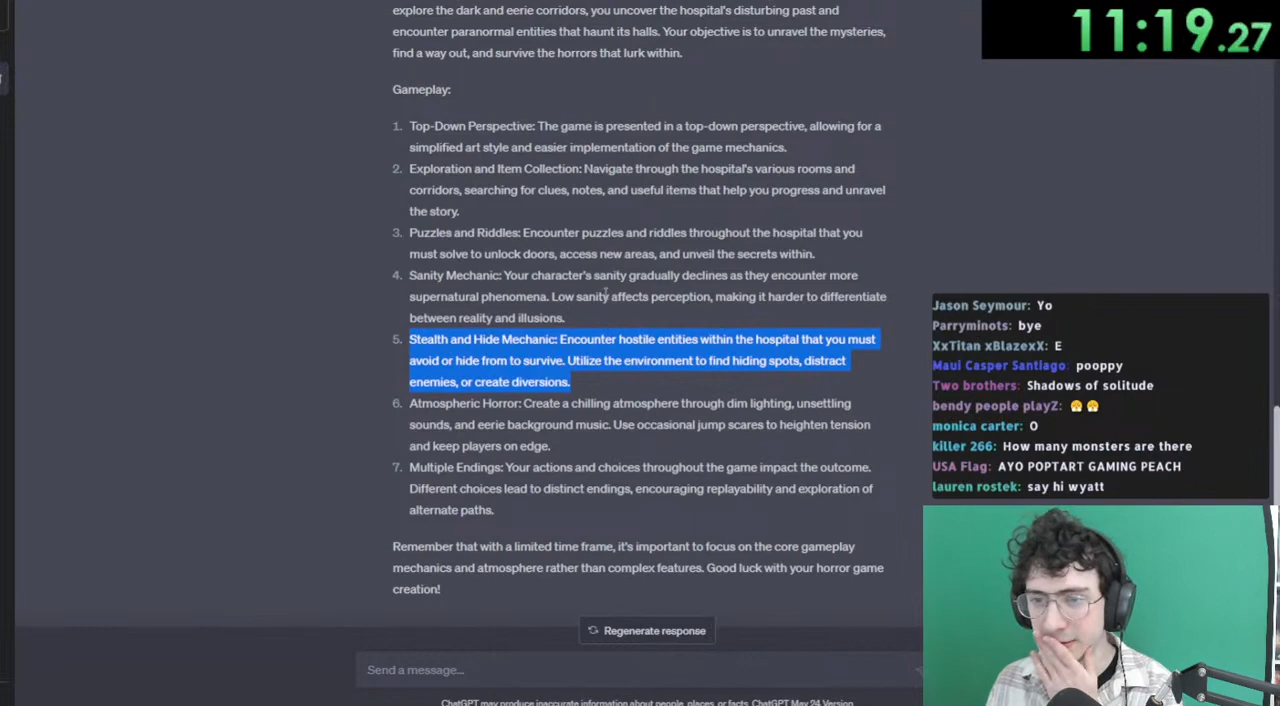 explore the dark and eerie corridors, you uncover the hospital's disturbing past and
encounter paranormal entities that haunt its halls. Your objective is to unravel the mysteries,
find a way out, and survive the horrors that lurk within.
Gameplay:
1. Top-Down Perspective: The game is presented in a top-down perspective, allowing for a
simplified art style and easier implementation of the game mechanics.
2. Exploration and Item Collection: Navigate through the hospital's various rooms and
corridors, searching for clues, notes, and useful items that help you progress and unravel
the story.
3. Puzzles and Riddles: Encounter puzzles and riddles throughout the hospital that you
must solve to unlock doors, access new areas, and unveil the secrets within.
4. Sanity Mechanic: Your character's sanity gradually declines as they encounter more
supernatural phenomena. Low sanity affects perception, making it harder to differentiate
between reality and illusions.
5. Stealth and Hide Mechanic: Encounter hostile entities within the hospital that you must
avoid or hide from to survive. Utilize the environment to find hiding spots, distract
enemies, or create diversions.
6. Atmospheric Horror: Create a chilling atmosphere through dim lighting, unsettling
sounds, and eerie background music. Use occasional jump scares to heighten tension
and keep players on edge.
7. Multiple Endings: Your actions and choices throughout the game impact the outcome.
Different choices lead to distinct endings, encouraging replayability and exploration of
alternate paths.
Remember that with a limited time frame, it's important to focus on the core gameplay
mechanics and atmosphere rather than complex features. Good luck with your horror game
creation!
Regenerate response
Send a message...
ChatGPT may produce inaccurate information about people, places, or facts. ChatGPT May 24 Version
11:19.27
Jason Seymour: Yo
Parryminots: bye
XxTitan xBlazexX: E
Maui Casper Santiago: pooppy
Two brothers: Shadows of solitude
bendy people playZ: 😤😤
monica carter: O
killer 266: How many monsters are there
USA Flag: AYO POPTART GAMING PEACH
lauren rostek: say hi wyatt